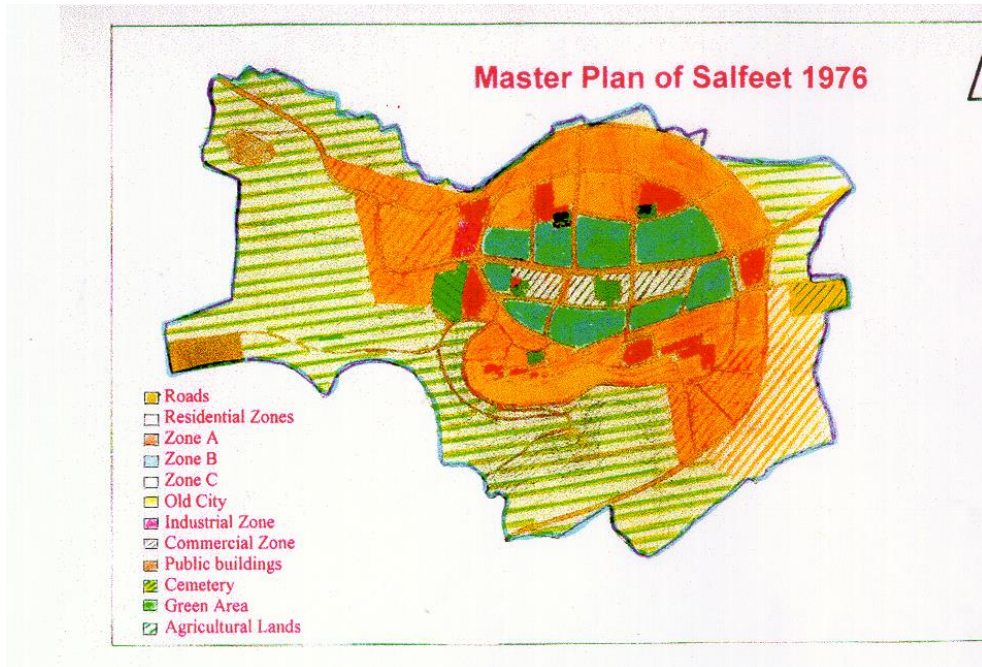 Master Plan of Salfeet 1976
Roads
Residential Zones
Zone A
Zone B
Zone C
Old City
Industrial Zone
Commercial Zone
Public buildings
Cemetery
Green Area
Agricultural Lands